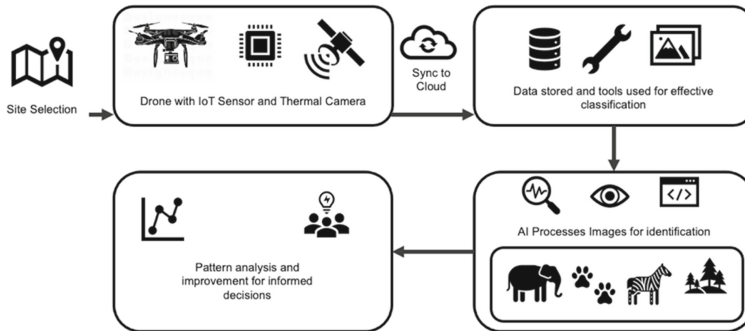 Site Selection
Drone with IoT Sensor and Thermal Camera
Sync to
Cloud
Data stored and tools used for effective
classification
AI Processes Images for identification
</>
Pattern analysis and
improvement for informed
decisions